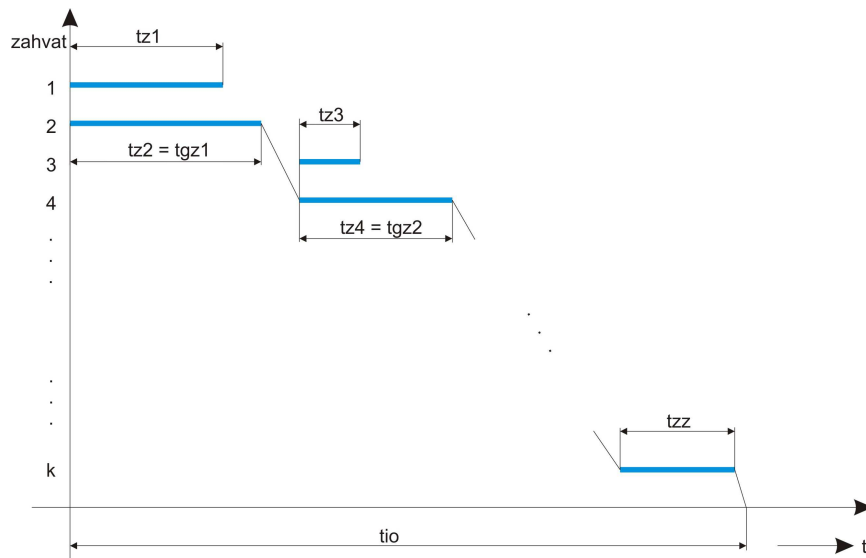 zahvat
tz1
1
2
tz3
tz2 = tgz1
3
4
tz4 = tgz2
tzz
k
tio
t